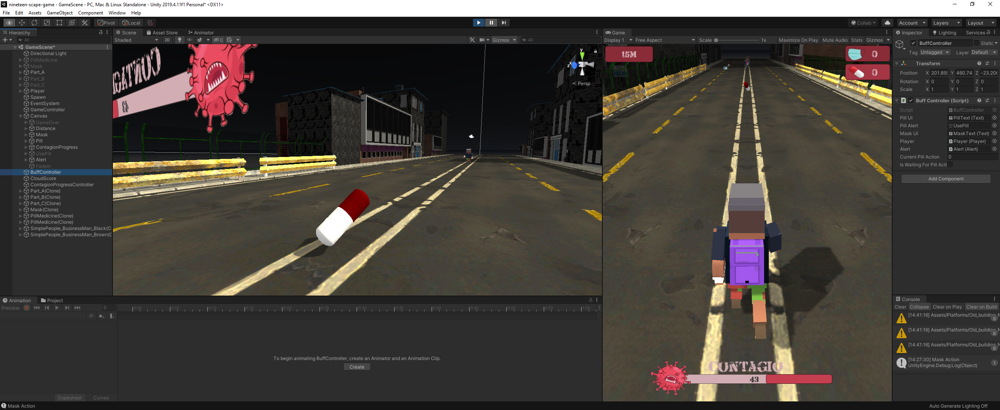 nineteen-scape-game - GameScene - PC, Mac & Linux Standalone - Unity 2019.4.11f1 Personal* <DX11>
File Edit Assets GameObject Component Window Help
Pivot Local
Collab Account Layers Layout
Hierarchy
All
GameScene*
Directional Light
PillMedicine
Mask
Part_A
Part_B
Part_C
Player
Spawn
EventSystem
GameController
Canvas
GameOver
Distance
Mask
Pill
ContagionProgress
UsePill
Alert
FadeIn
BuffController
CloudScore
ContagionProgressController
Part_A(Clone)
Part_B(Clone)
Part_C(Clone)
Mask(Clone)
PillMedicine(Clone)
PillMedicine(Clone)
SimplePeople_BusinessMan_Black(C
SimplePeople_BusinessMan_Brown(C
Scene Asset Store Animator
Shaded 2D 0 Gizmos All
y
x
z
Persp
43
Game
Display 1 Free Aspect Scale 1x Maximize On Play Mute Audio Stats Gizmos
15M
0
0
CONTAGIO
43
Inspector Lighting Services
BuffController Static
Tag Untagged Layer Default
Transform
Position X 201.859 Y 460.74 Z -23.206
Rotation X 0 Y 0 Z 0
Scale X 1 Y 1 Z 1
Buff Controller (Script)
Script BuffController
Pill UI PillText (Text)
Pill Alert UsePill
Mask UI MaskText (Text)
Player Player (Player)
Alert Alert (Alert)
Current Pill Action 0
Is Waiting For Pill Acti
Add Component
Animation Project
Preview 0
0:00 0:05 0:10 0:15 0:20 0:25 0:30 0:35 0:40 0:45 0:50 0:55 1:00
To begin animating BuffController, create an Animator and an Animation Clip.
Create
Dopesheet Curves
Console
Clear Collapse Clear on Play Clear on Build
[14:41:16] Assets/Platforms/Old_building_N
8
[14:41:16] Assets/Platforms/Old_building_N
8
[14:41:16] Assets/Platforms/Old_building_N
8
[14:27:30] Mask Action
UnityEngine.Debug:Log(Object)
1
Mask Action
Auto Generate Lighting Off